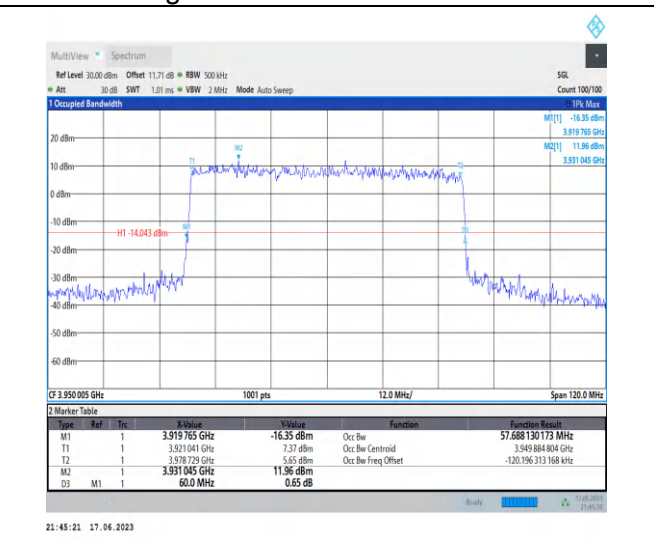 MultiView Spectrum
Ref Level 30.00 dBm Offset 11.71 dB RBW 500 kHz SGL
Att 30 dB SWT 1.01 ms VBW 2 MHz Mode Auto Sweep Count 100/100
1 Occupied Bandwidth 1Pk Max
M1[1] -16.35 dBm
3.919 765 GHz
M2[1] 11.96 dBm
3.931 045 GHz
20 dBm
M2
T1
T2
10 dBm
0 dBm
-10 dBm
H1 -14.043 dBm
M1
D3
-20 dBm
-30 dBm
-40 dBm
-50 dBm
-60 dBm
CF 3.950 005 GHz 1001 pts 12.0 MHz/ Span 120.0 MHz
2 Marker Table
Type Ref Trc X-Value Y-Value Function Function Result
M1 1 3.919 765 GHz -16.35 dBm Occ Bw 57.688 130 173 MHz
T1 1 3.921 041 GHz 7.37 dBm Occ Bw Centroid 3.949 884 804 GHz
T2 1 3.978 729 GHz 5.65 dBm Occ Bw Freq Offset -120.196 313 168 kHz
M2 1 3.931 045 GHz 11.96 dBm
D3 M1 1 60.0 MHz 0.65 dB
Ready
21:45:21 17.06.2023